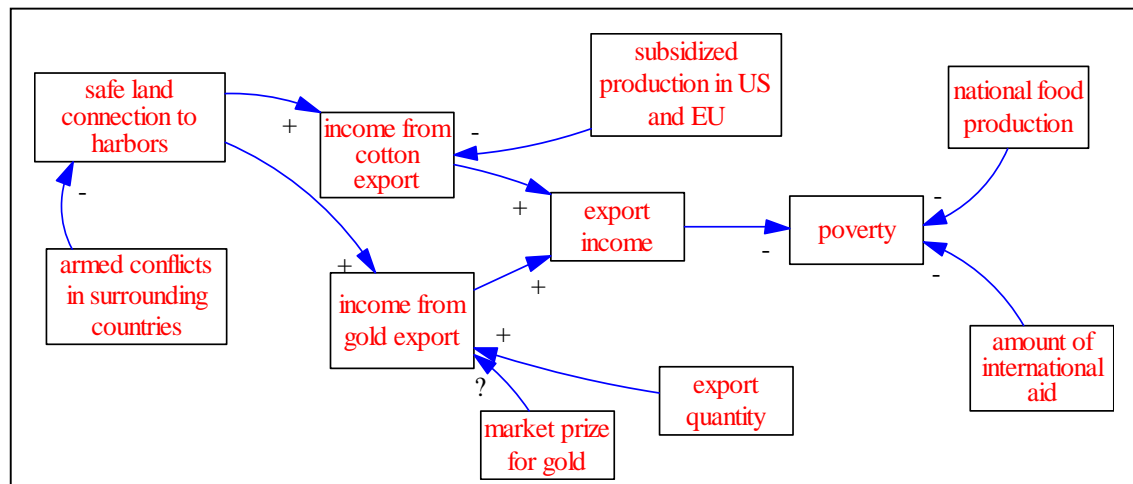 safe land
connection to
harbors
+
income from
cotton
export
-
subsidized
production in US
and EU
national food
production
-
-
armed conflicts
in surrounding
countries
+
income from
gold export
+
export
income
+
-
poverty
-
amount of
international
aid
+
?
market prize
for gold
export
quantity